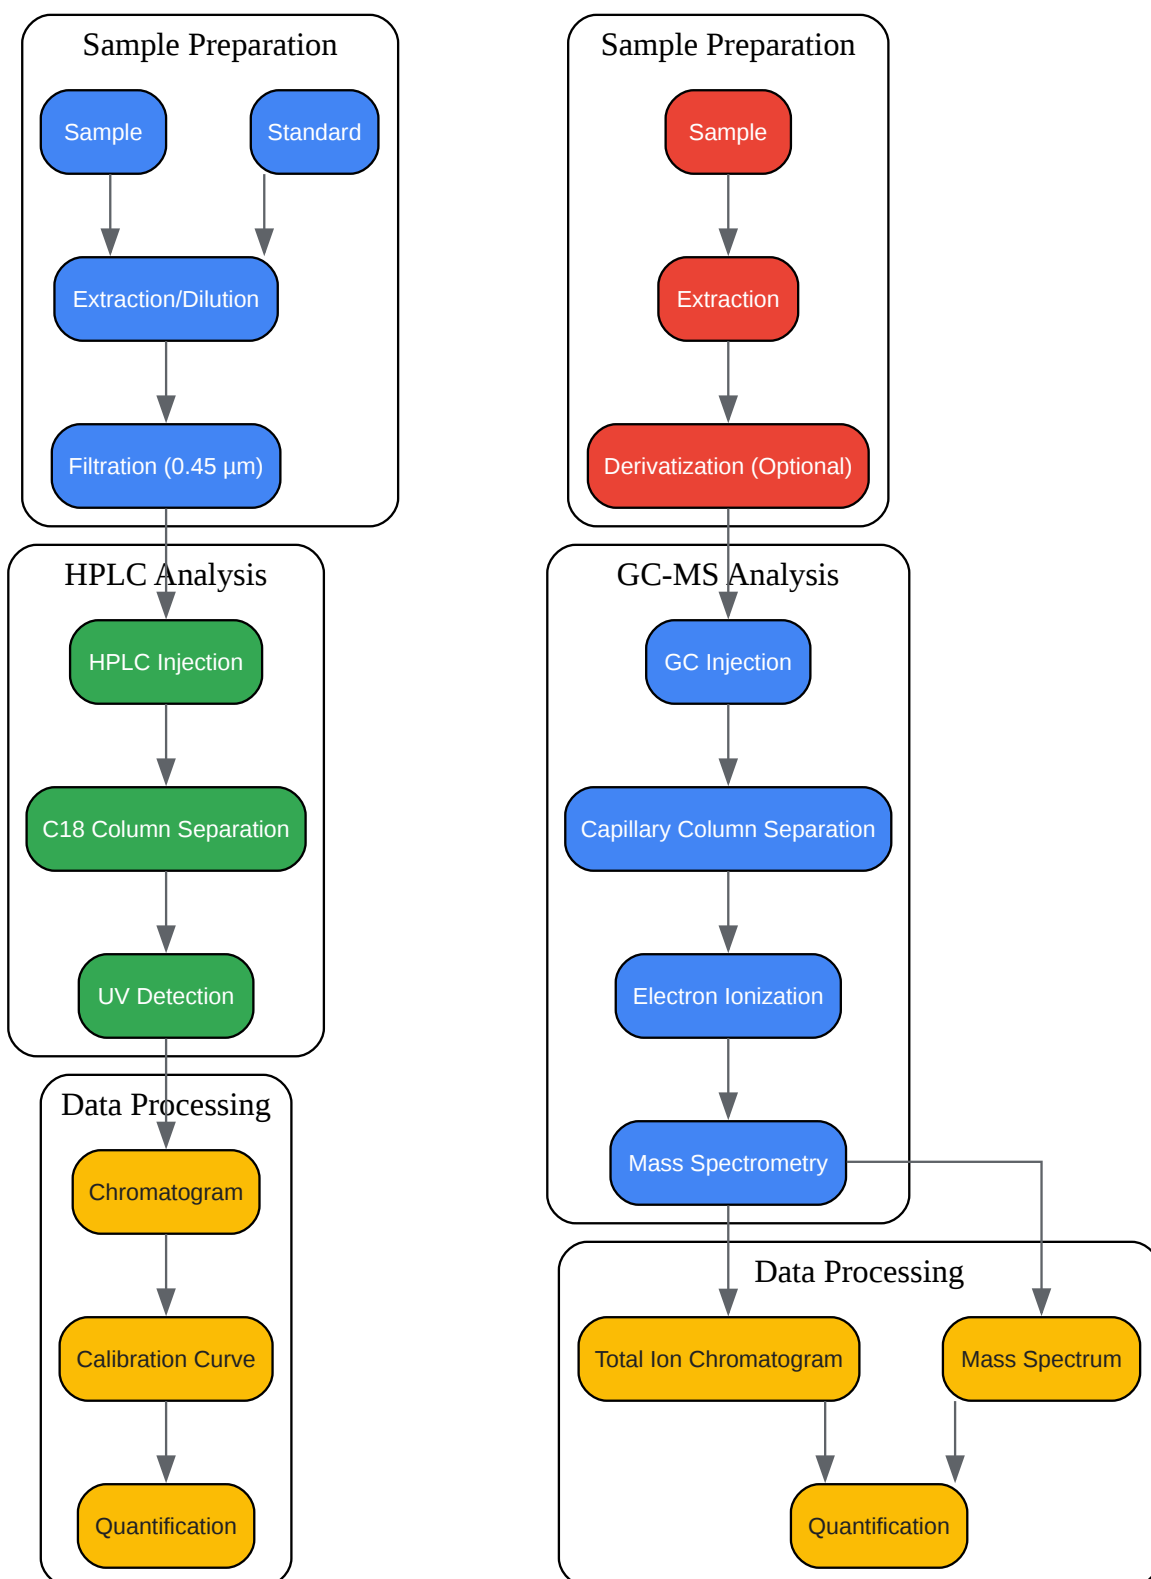 Sample Preparation
Sample
Standard
Extraction/Dilution
Filtration (0.45 µm)
HPLC Analysis
HPLC Injection
C18 Column Separation
UV Detection
Data Processing
Chromatogram
Calibration Curve
Quantification
Sample Preparation
Sample
Extraction
Derivatization (Optional)
GC-MS Analysis
GC Injection
Capillary Column Separation
Electron Ionization
Mass Spectrometry
Data Processing
Total Ion Chromatogram
Mass Spectrum
Quantification